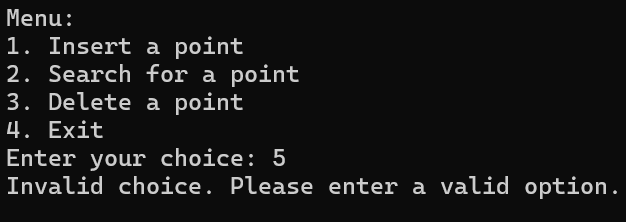 Menu:
1. Insert a point
2. Search for a point
3. Delete a point
4. Exit
Enter your choice: 5
Invalid choice. Please enter a valid option.